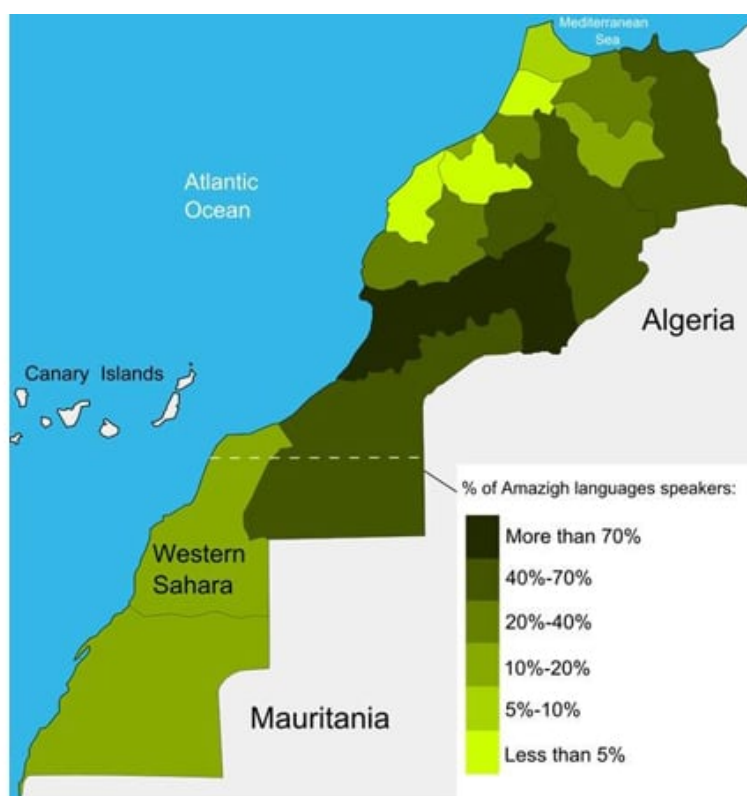 Mediterranean
Sea
Atlantic
Ocean
Algeria
Canary Islands
% of Amazigh languages speakers:
More than 70%
40%-70%
20%-40%
10%-20%
5%-10%
Less than 5%
Western
Sahara
Mauritania